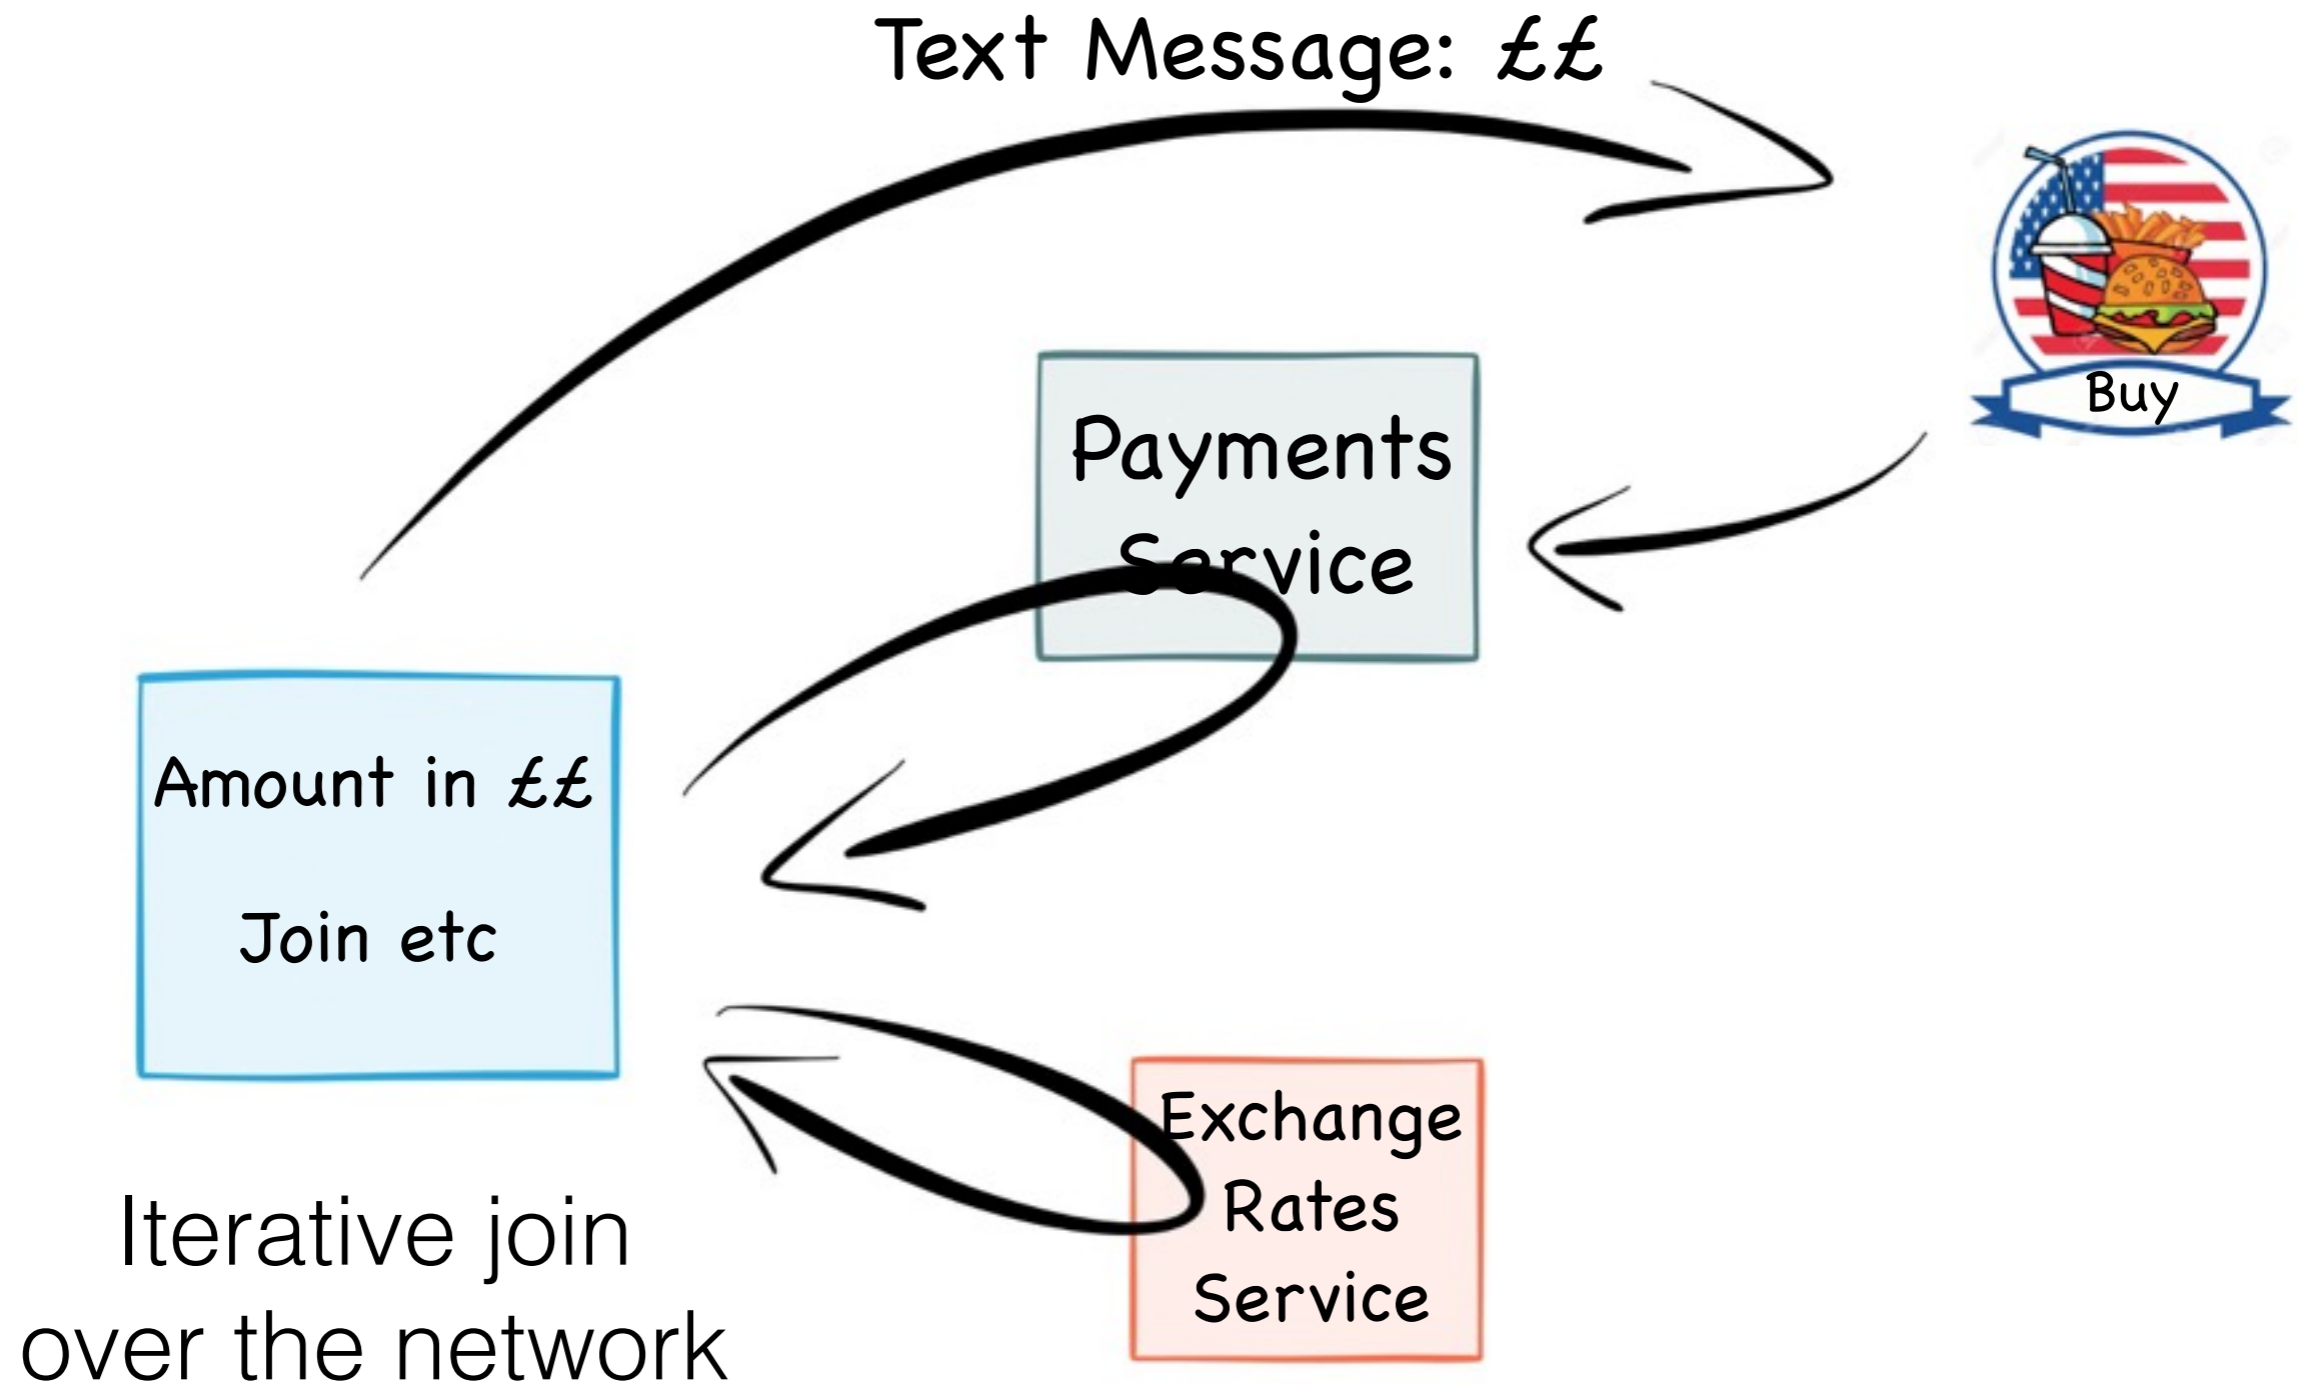 Text Message: ££
Buy
Payments
Service
Amount in ££
Join etc
Exchange
Rates
Service
Iterative join
over the network